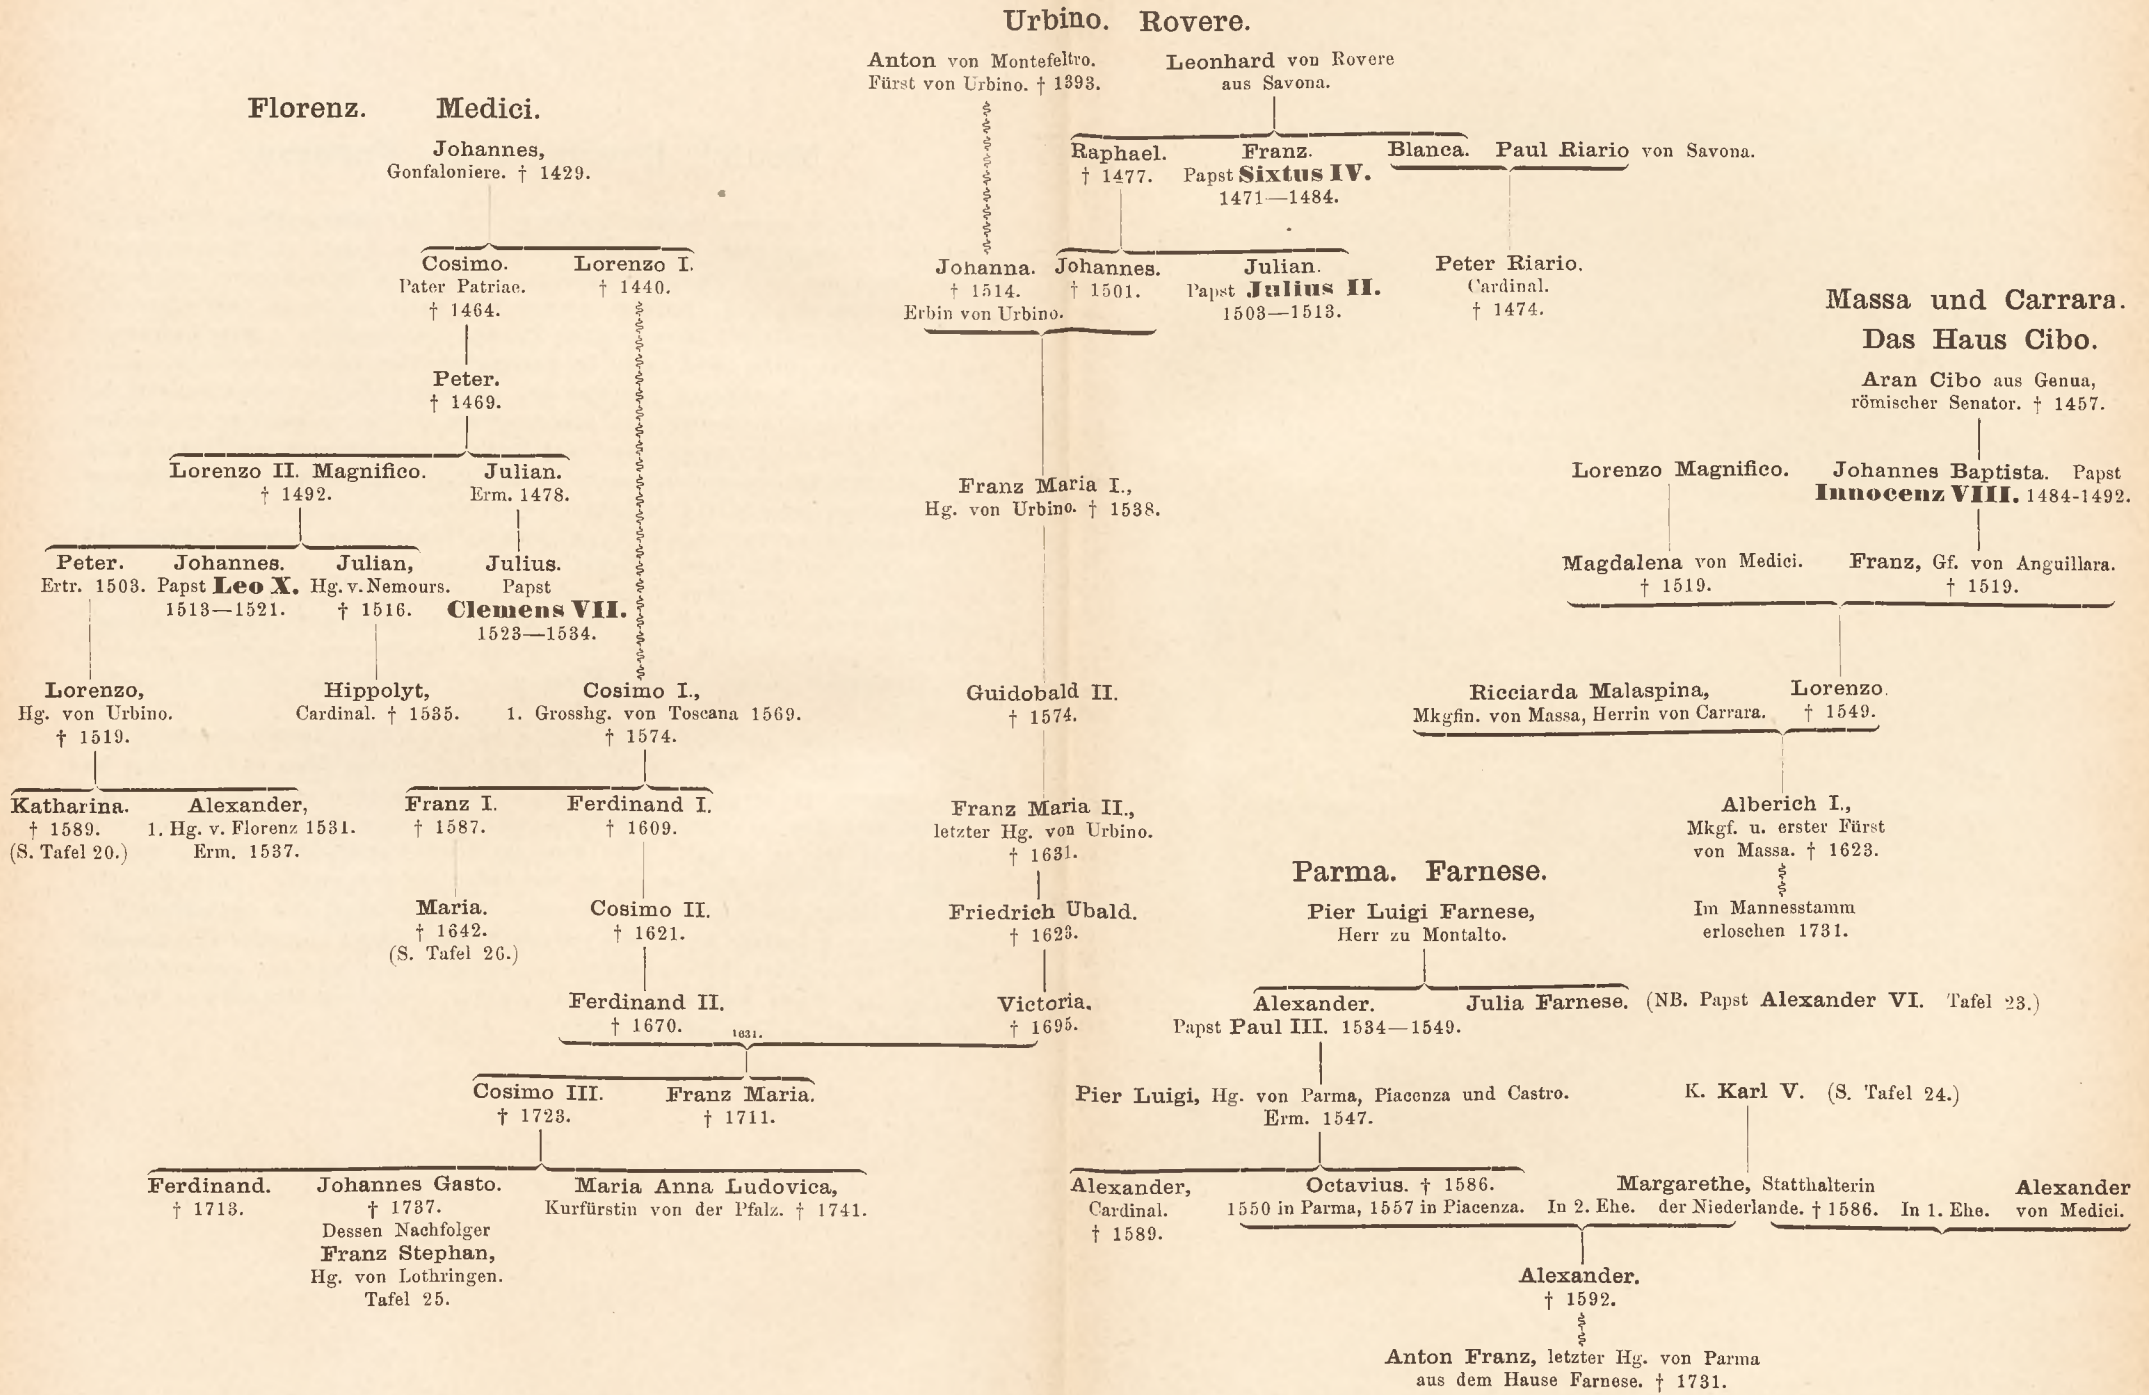 Urbino. Rovere.
Anton von Montefeltro.
Fürst von Urbino. † 1393.
Leonhard von Rovere
aus Savona.
Florenz. Medici.
Johannes,
Gonfaloniere. † 1429.
Raphael.
† 1477.
Franz.
Papst Sixtus IV.
1471—1484.
Blanca. Paul Riario von Savona.
Cosimo.
Pater Patriae.
† 1464.
Lorenzo I.
† 1440.
Johanna.
† 1514.
Erbin von Urbino.
Johannes.
† 1501.
Julian.
Papst Julius II.
1503—1513.
Peter Riario.
Cardinal.
† 1474.
Massa und Carrara.
Das Haus Cibo.
Aran Cibo aus Genua,
römischer Senator. † 1457.
Peter.
† 1469.
Lorenzo II. Magnifico.
† 1492.
Julian.
Erm. 1478.
Franz Maria I.,
Hg. von Urbino. † 1538.
Lorenzo Magnifico.
Johannes Baptista. Papst
Innocenz VIII. 1484-1492.
Peter.
Ertr. 1503.
Johannes.
Papst Leo X.
1513—1521.
Julian,
Hg. v. Nemours.
† 1516.
Julius.
Papst
Clemens VII.
1523—1534.
Magdalena von Medici.
† 1519.
Franz, Gf. von Anguillara.
† 1519.
Lorenzo,
Hg. von Urbino.
† 1519.
Hippolyt,
Cardinal. † 1535.
Cosimo I.,
1. Grosshg. von Toscana 1569.
† 1574.
Guidobald II.
† 1574.
Ricciarda Malaspina,
Mkgfin. von Massa, Herrin von Carrara.
Lorenzo.
† 1549.
Katharina.
† 1589.
(S. Tafel 20.)
Alexander,
1. Hg. v. Florenz 1531.
Erm. 1537.
Franz I.
† 1587.
Ferdinand I.
† 1609.
Franz Maria II.,
letzter Hg. von Urbino.
† 1631.
Alberich I.,
Mkgf. u. erster Fürst
von Massa. † 1623.
Im Mannesstamm
erloschen 1731.
Maria.
† 1642.
(S. Tafel 26.)
Cosimo II.
† 1621.
Friedrich Ubald.
† 1623.
Parma. Farnese.
Pier Luigi Farnese,
Herr zu Montalto.
Ferdinand II.
† 1670.
1631.
Victoria.
† 1695.
Alexander.
Papst Paul III. 1534—1549.
Julia Farnese. (NB. Papst Alexander VI. Tafel 23.)
Cosimo III.
† 1723.
Franz Maria.
† 1711.
Pier Luigi, Hg. von Parma, Piacenza und Castro.
Erm. 1547.
K. Karl V. (S. Tafel 24.)
Ferdinand.
† 1713.
Johannes Gasto.
† 1737.
Dessen Nachfolger
Franz Stephan,
Hg. von Lothringen.
Tafel 25.
Maria Anna Ludovica,
Kurfürstin von der Pfalz. † 1741.
Alexander,
Cardinal.
† 1589.
Octavius. † 1586.
1550 in Parma, 1557 in Piacenza.
In 2. Ehe.
Margarethe, Statthalterin
der Niederlande. † 1586.
In 1. Ehe.
Alexander
von Medici.
Alexander.
† 1592.
Anton Franz, letzter Hg. von Parma
aus dem Hause Farnese. † 1731.